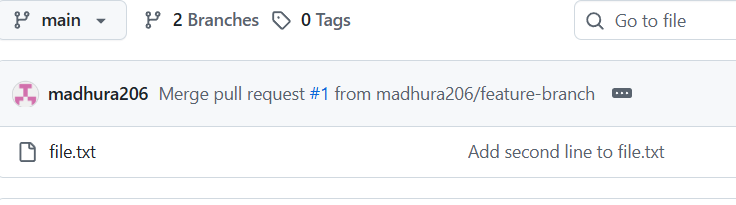 main 2 Branches 0 Tags Go to file
madhura206 Merge pull request #1 from madhura206/feature-branch
file.txt Add second line to file.txt